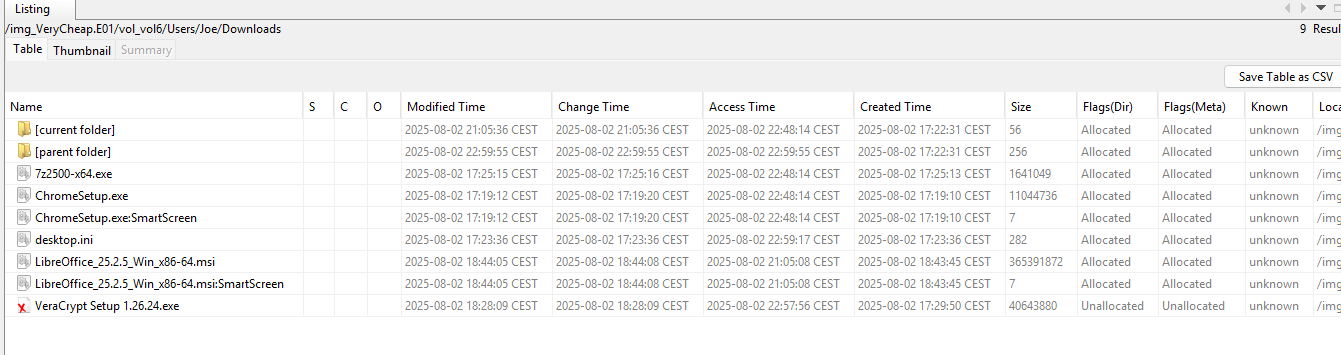 Listing
/img_VeryCheap.E01/vol_vol6/Users/Joe/Downloads 9 Resul
Table Thumbnail Summary
Save Table as CSV
Name S C O Modified Time Change Time Access Time Created Time Size Flags(Dir) Flags(Meta) Known Loca
[current folder] 2025-08-02 21:05:36 CEST 2025-08-02 21:05:36 CEST 2025-08-02 22:48:14 CEST 2025-08-02 17:22:31 CEST 56 Allocated Allocated unknown /img
[parent folder] 2025-08-02 22:59:55 CEST 2025-08-02 22:59:55 CEST 2025-08-02 22:59:55 CEST 2025-08-02 17:22:31 CEST 256 Allocated Allocated unknown /img
7z2500-x64.exe 2025-08-02 17:25:15 CEST 2025-08-02 17:25:16 CEST 2025-08-02 22:48:14 CEST 2025-08-02 17:25:13 CEST 1641049 Allocated Allocated unknown /img
ChromeSetup.exe 2025-08-02 17:19:12 CEST 2025-08-02 17:19:20 CEST 2025-08-02 22:48:14 CEST 2025-08-02 17:19:10 CEST 11044736 Allocated Allocated unknown /img
ChromeSetup.exe:SmartScreen 2025-08-02 17:19:12 CEST 2025-08-02 17:19:20 CEST 2025-08-02 22:48:14 CEST 2025-08-02 17:19:10 CEST 7 Allocated Allocated unknown /img
desktop.ini 2025-08-02 17:23:36 CEST 2025-08-02 17:23:36 CEST 2025-08-02 22:59:17 CEST 2025-08-02 17:23:36 CEST 282 Allocated Allocated unknown /img
LibreOffice_25.2.5_Win_x86-64.msi 2025-08-02 18:44:05 CEST 2025-08-02 18:44:08 CEST 2025-08-02 21:05:08 CEST 2025-08-02 18:43:45 CEST 365391872 Allocated Allocated unknown /img
LibreOffice_25.2.5_Win_x86-64.msi:SmartScreen 2025-08-02 18:44:05 CEST 2025-08-02 18:44:08 CEST 2025-08-02 21:05:08 CEST 2025-08-02 18:43:45 CEST 7 Allocated Allocated unknown /img
VeraCrypt Setup 1.26.24.exe 2025-08-02 18:28:09 CEST 2025-08-02 18:28:09 CEST 2025-08-02 22:57:56 CEST 2025-08-02 17:29:50 CEST 40643880 Unallocated Unallocated unknown /img